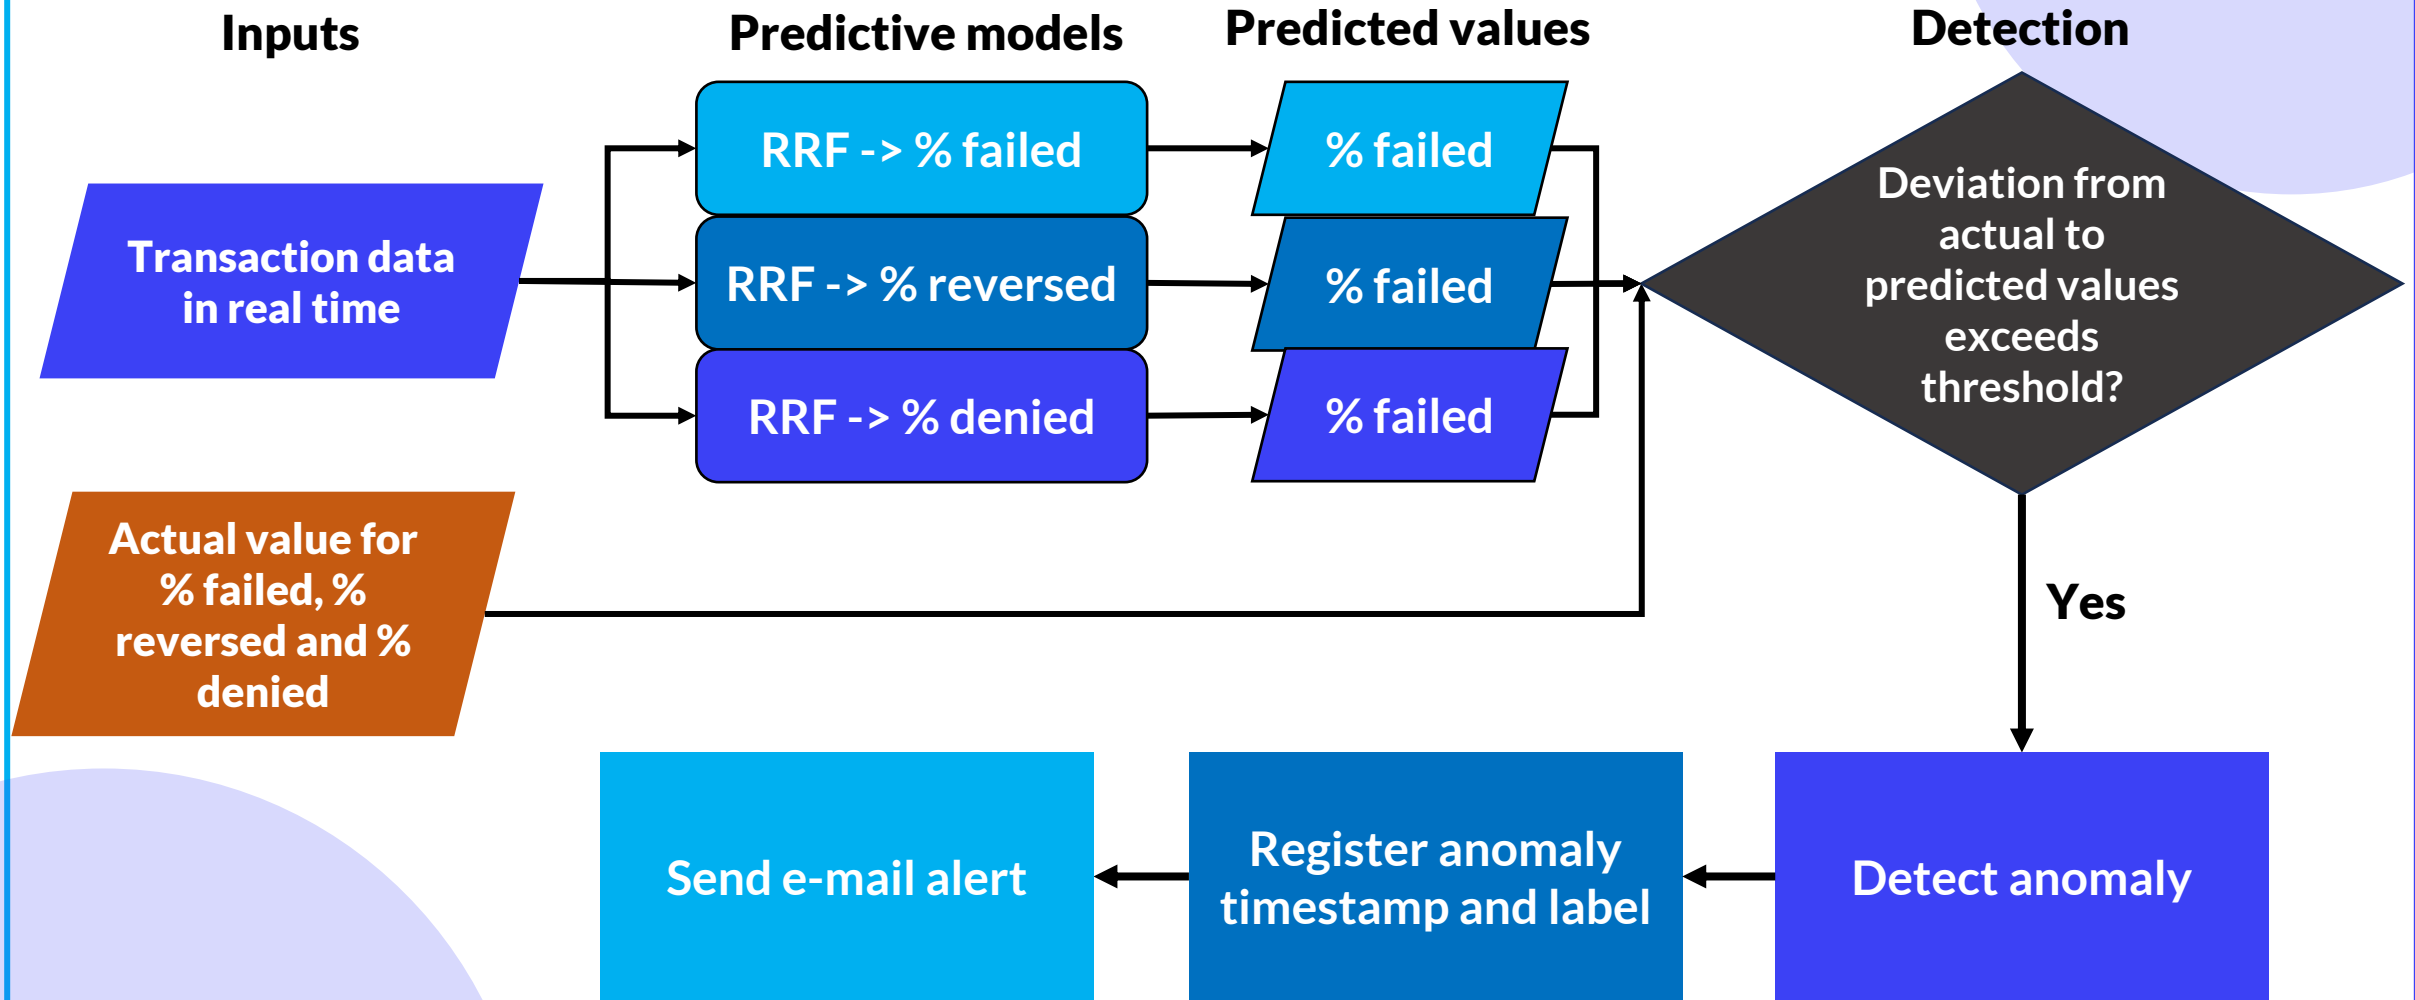 Inputs
Predictive models
Predicted values
Detection
Transaction data
in real time
RRF -> % failed
RRF -> % reversed
RRF -> % denied
% failed
% failed
% failed
Deviation from
actual to
predicted values
exceeds
threshold?
Actual value for
% failed, %
reversed and %
denied
Yes
Send e-mail alert
Register anomaly
timestamp and label
Detect anomaly